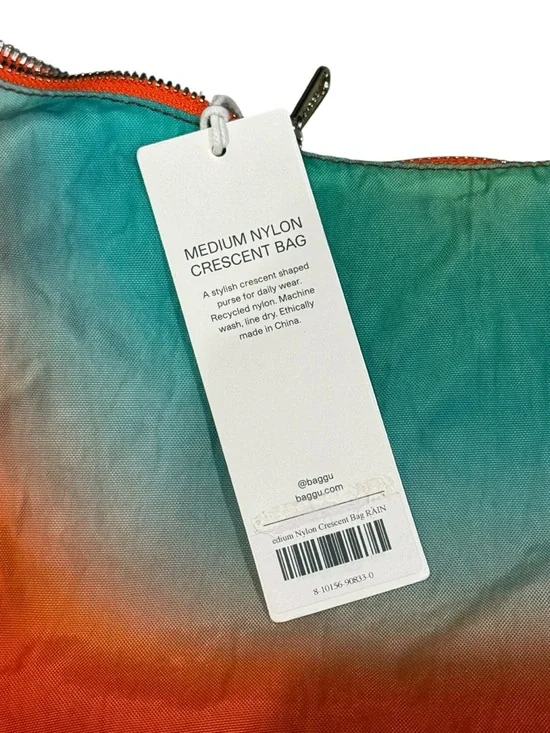 MEDIUM NYLON
CRESCENT BAG
A stylish crescent shaped
purse for daily wear.
Recycled nylon. Machine
wash, line dry. Ethically
made in China.
@baggu
baggu.com
edium Nylon Crescent Bag RAIN
8-10156-90833-0